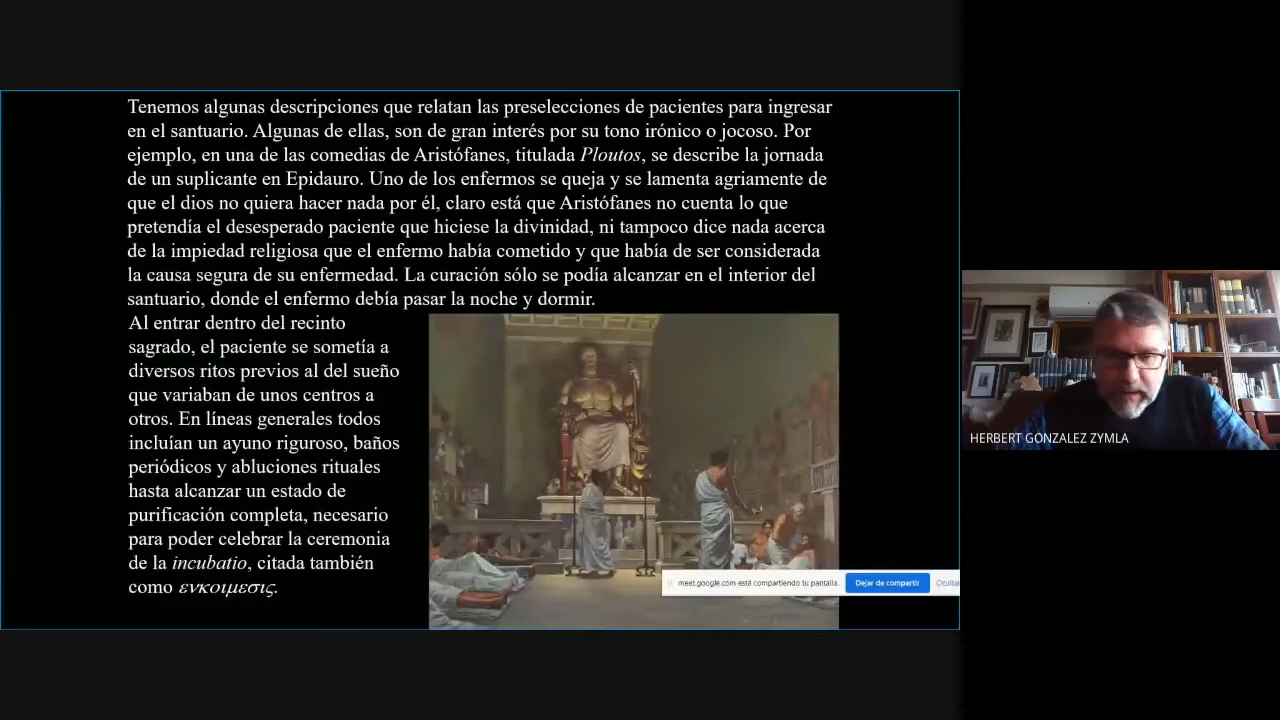 Tenemos algunas descripciones que relatan las preselecciones de pacientes para ingresar
en el santuario. Algunas de ellas, son de gran interés por su tono irónico o jocoso. Por
ejemplo, en una de las comedias de Aristófanes, titulada Ploutos, se describe la jornada
de un suplicante en Epidauro. Uno de los enfermos se queja y se lamenta agriamente de
que el dios no quiera hacer nada por él, claro está que Aristófanes no cuenta lo que
pretendía el desesperado paciente que hiciese la divinidad, ni tampoco dice nada acerca
de la impiedad religiosa que el enfermo había cometido y que había de ser considerada
la causa segura de su enfermedad. La curación sólo se podía alcanzar en el interior del
santuario, donde el enfermo debía pasar la noche y dormir.
Al entrar dentro del recinto
sagrado, el paciente se sometía a
diversos ritos previos al del sueño
que variaban de unos centros a
otros. En líneas generales todos
incluían un ayuno riguroso, baños
periódicos y abluciones rituales
hasta alcanzar un estado de
purificación completa, necesario
para poder celebrar la ceremonia
de la incubatio, citada también
como ενκοιμεσις.
meet.google.com está compartiendo tu pantalla.
Dejar de compartir
HERBERT GONZALEZ ZYMLA